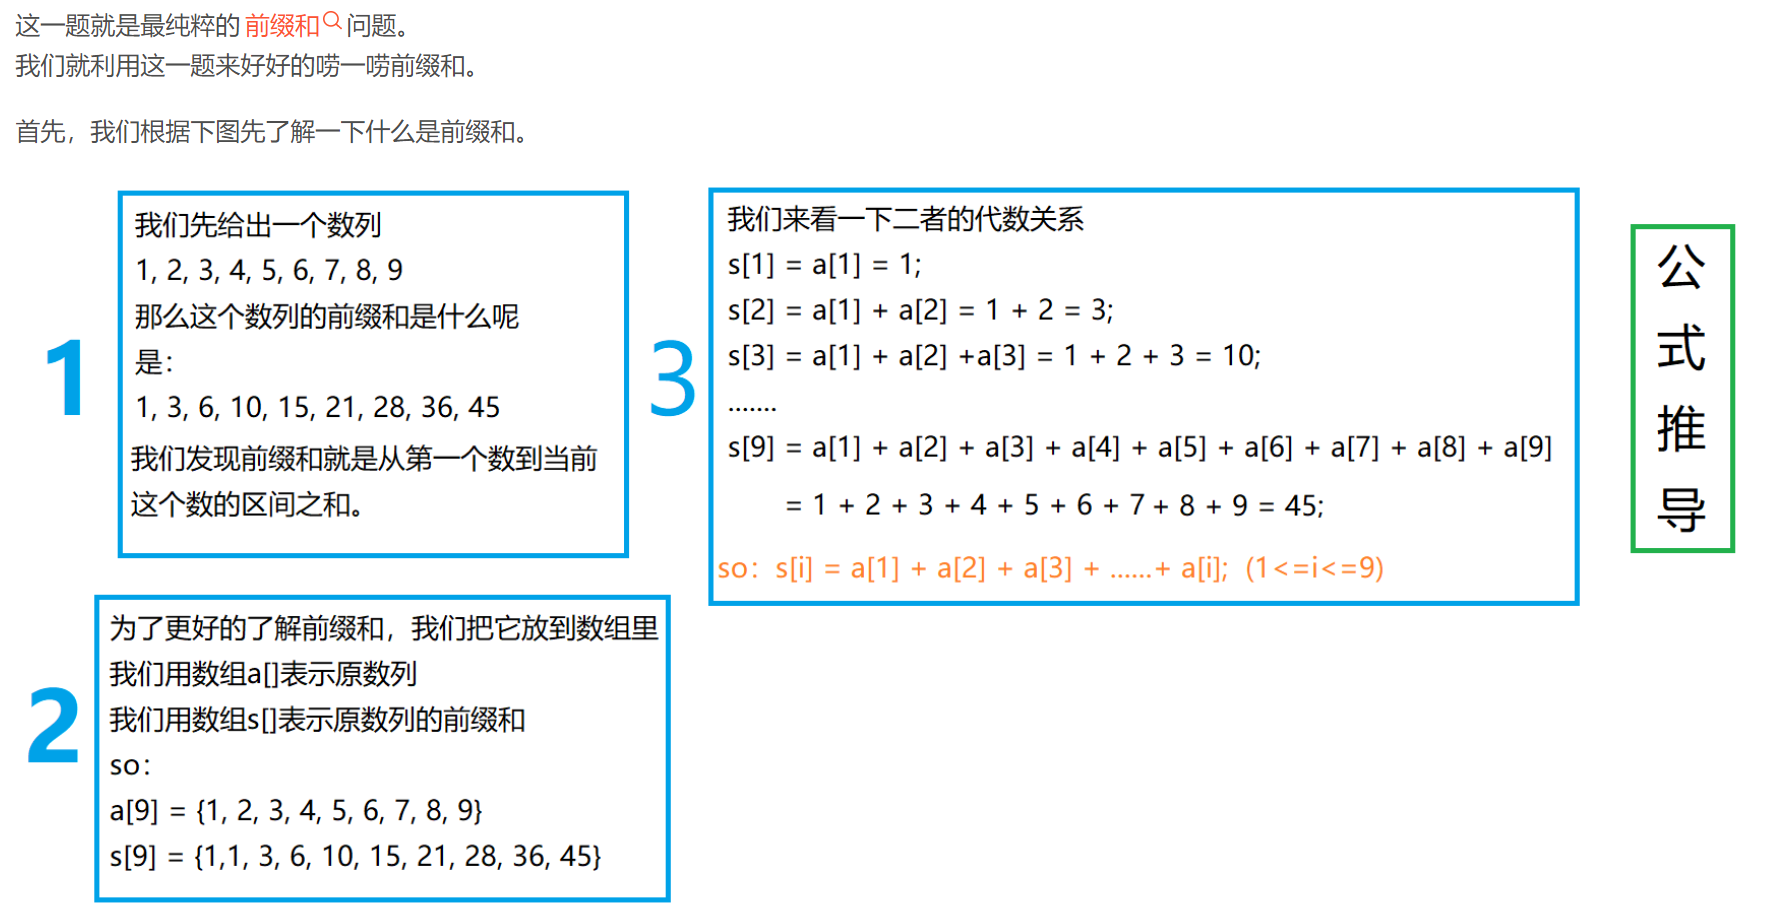 这一题就是最纯粹的 前缀和 问题。
我们就利用这一题来好好的唠一唠前缀和。
首先，我们根据下图先了解一下什么是前缀和。
1
我们先给出一个数列
1, 2, 3, 4, 5, 6, 7, 8, 9
那么这个数列的前缀和是什么呢
是：
1, 3, 6, 10, 15, 21, 28, 36, 45
我们发现前缀和就是从第一个数到当前
这个数的区间之和。
2
为了更好的了解前缀和，我们把它放到数组里
我们用数组a[]表示原数列
我们用数组s[]表示原数列的前缀和
so：
a[9] = {1, 2, 3, 4, 5, 6, 7, 8, 9}
s[9] = {1,1, 3, 6, 10, 15, 21, 28, 36, 45}
3
我们来看一下二者的代数关系
s[1] = a[1] = 1;
s[2] = a[1] + a[2] = 1 + 2 = 3;
s[3] = a[1] + a[2] +a[3] = 1 + 2 + 3 = 10;
.......
s[9] = a[1] + a[2] + a[3] + a[4] + a[5] + a[6] + a[7] + a[8] + a[9]
= 1 + 2 + 3 + 4 + 5 + 6 + 7 + 8 + 9 = 45;
so：s[i] = a[1] + a[2] + a[3] + ......+ a[i];  (1<=i<=9)
公
式
推
导